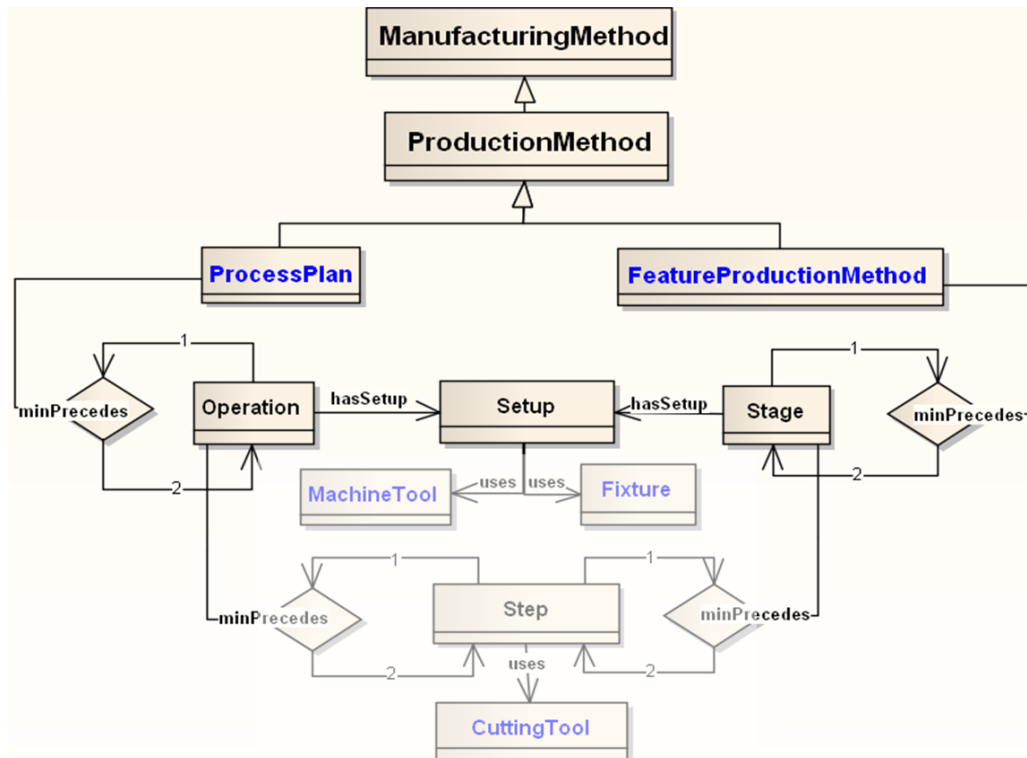 ManufacturingMethod
ProductionMethod
ProcessPlan
FeatureProductionMethod
1
1
minPrecedes
Operation
hasSetup
Setup
hasSetup
Stage
minPrecedes
2
2
MachineTool
uses
uses
Fixture
1
1
minPrecedes
Step
minPrecedes
2
2
uses
CuttingTool